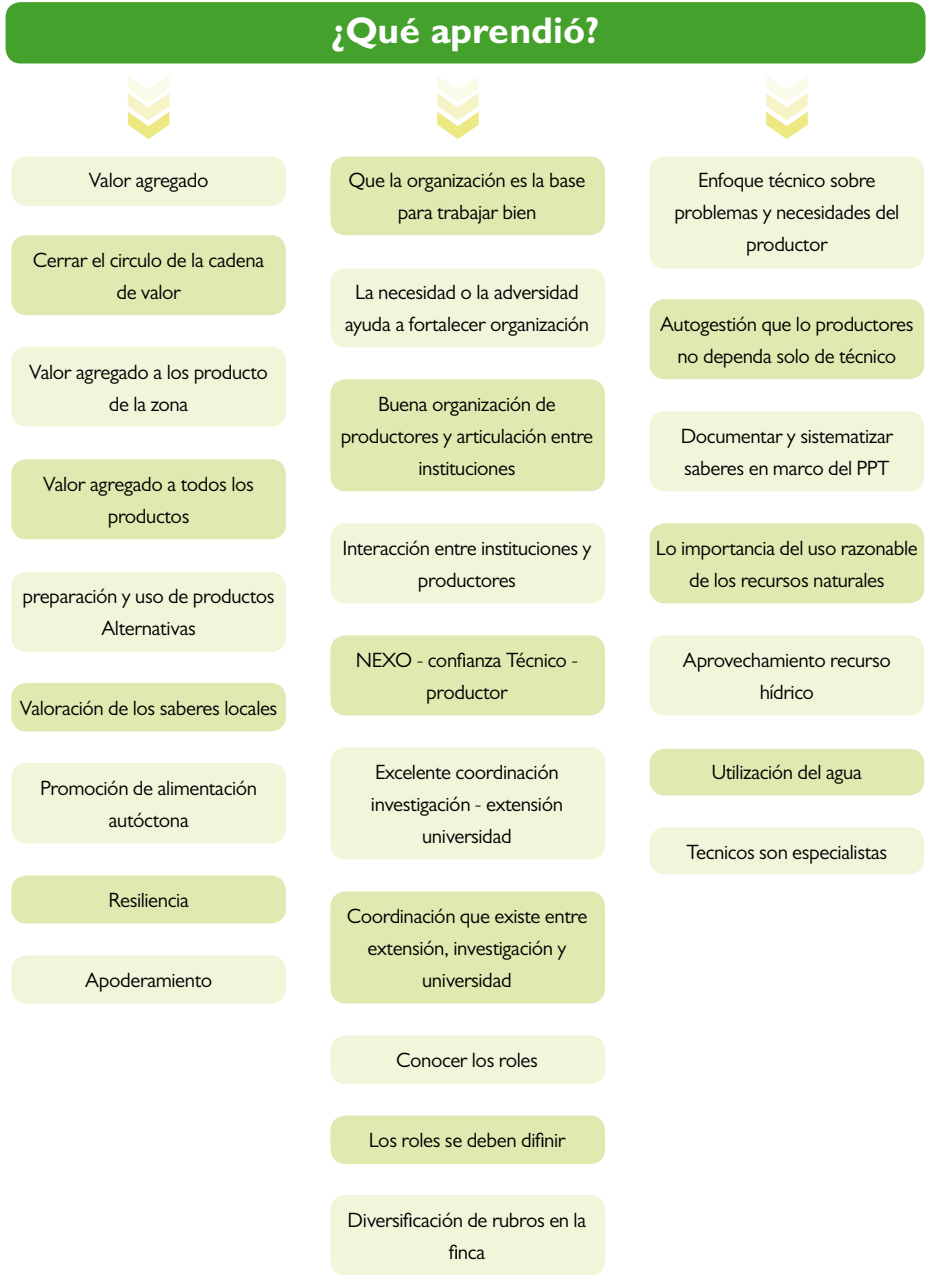 ¿Qué aprendió?
Valor agregado
Cerrar el circulo de la cadena
de valor
Valor agregado a los producto
de la zona
Valor agregado a todos los
productos
preparación y uso de productos
Alternativas
Valoración de los saberes locales
Promoción de alimentación
autóctona
Resiliencia
Apoderamiento
Que la organización es la base
para trabajar bien
La necesidad o la adversidad
ayuda a fortalecer organización
Buena organización de
productores y articulación entre
instituciones
Interacción entre instituciones y
productores
NEXO - confianza Técnico -
productor
Excelente coordinación
investigación - extensión
universidad
Coordinación que existe entre
extensión, investigación y
universidad
Conocer los roles
Los roles se deben difinir
Diversificación de rubros en la
finca
Enfoque técnico sobre
problemas y necesidades del
productor
Autogestión que lo productores
no dependa solo de técnico
Documentar y sistematizar
saberes en marco del PPT
Lo importancia del uso razonable
de los recursos naturales
Aprovechamiento recurso
hídrico
Utilización del agua
Tecnicos son especialistas